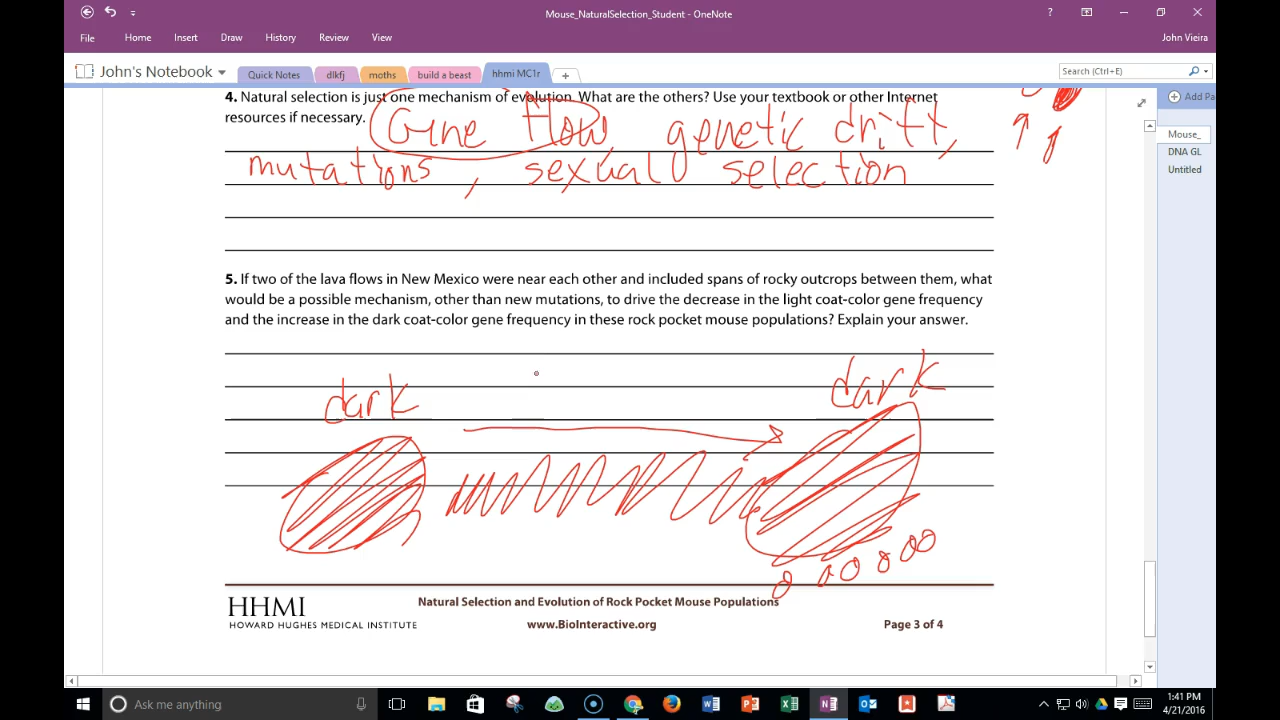 Mouse_NaturalSelection_Student - OneNote
?
File Home Insert Draw History Review View
John Vieira
John's Notebook
Quick Notes dlkfj moths build a beast hhmi MC1r +
Search (Ctrl+E)
Add Pa
Mouse_
DNA GL
Untitled
4. Natural selection is just one mechanism of evolution. What are the others? Use your textbook or other Internet
resources if necessary.
Gene flow, genetic drift,
mutations, sexual selection
5. If two of the lava flows in New Mexico were near each other and included spans of rocky outcrops between them, what
would be a possible mechanism, other than new mutations, to drive the decrease in the light coat-color gene frequency
and the increase in the dark coat-color gene frequency in these rock pocket mouse populations? Explain your answer.
dark dark
HHMI
HOWARD HUGHES MEDICAL INSTITUTE
Natural Selection and Evolution of Rock Pocket Mouse Populations
www.BioInteractive.org
Page 3 of 4
Ask me anything
1:41 PM
4/21/2016